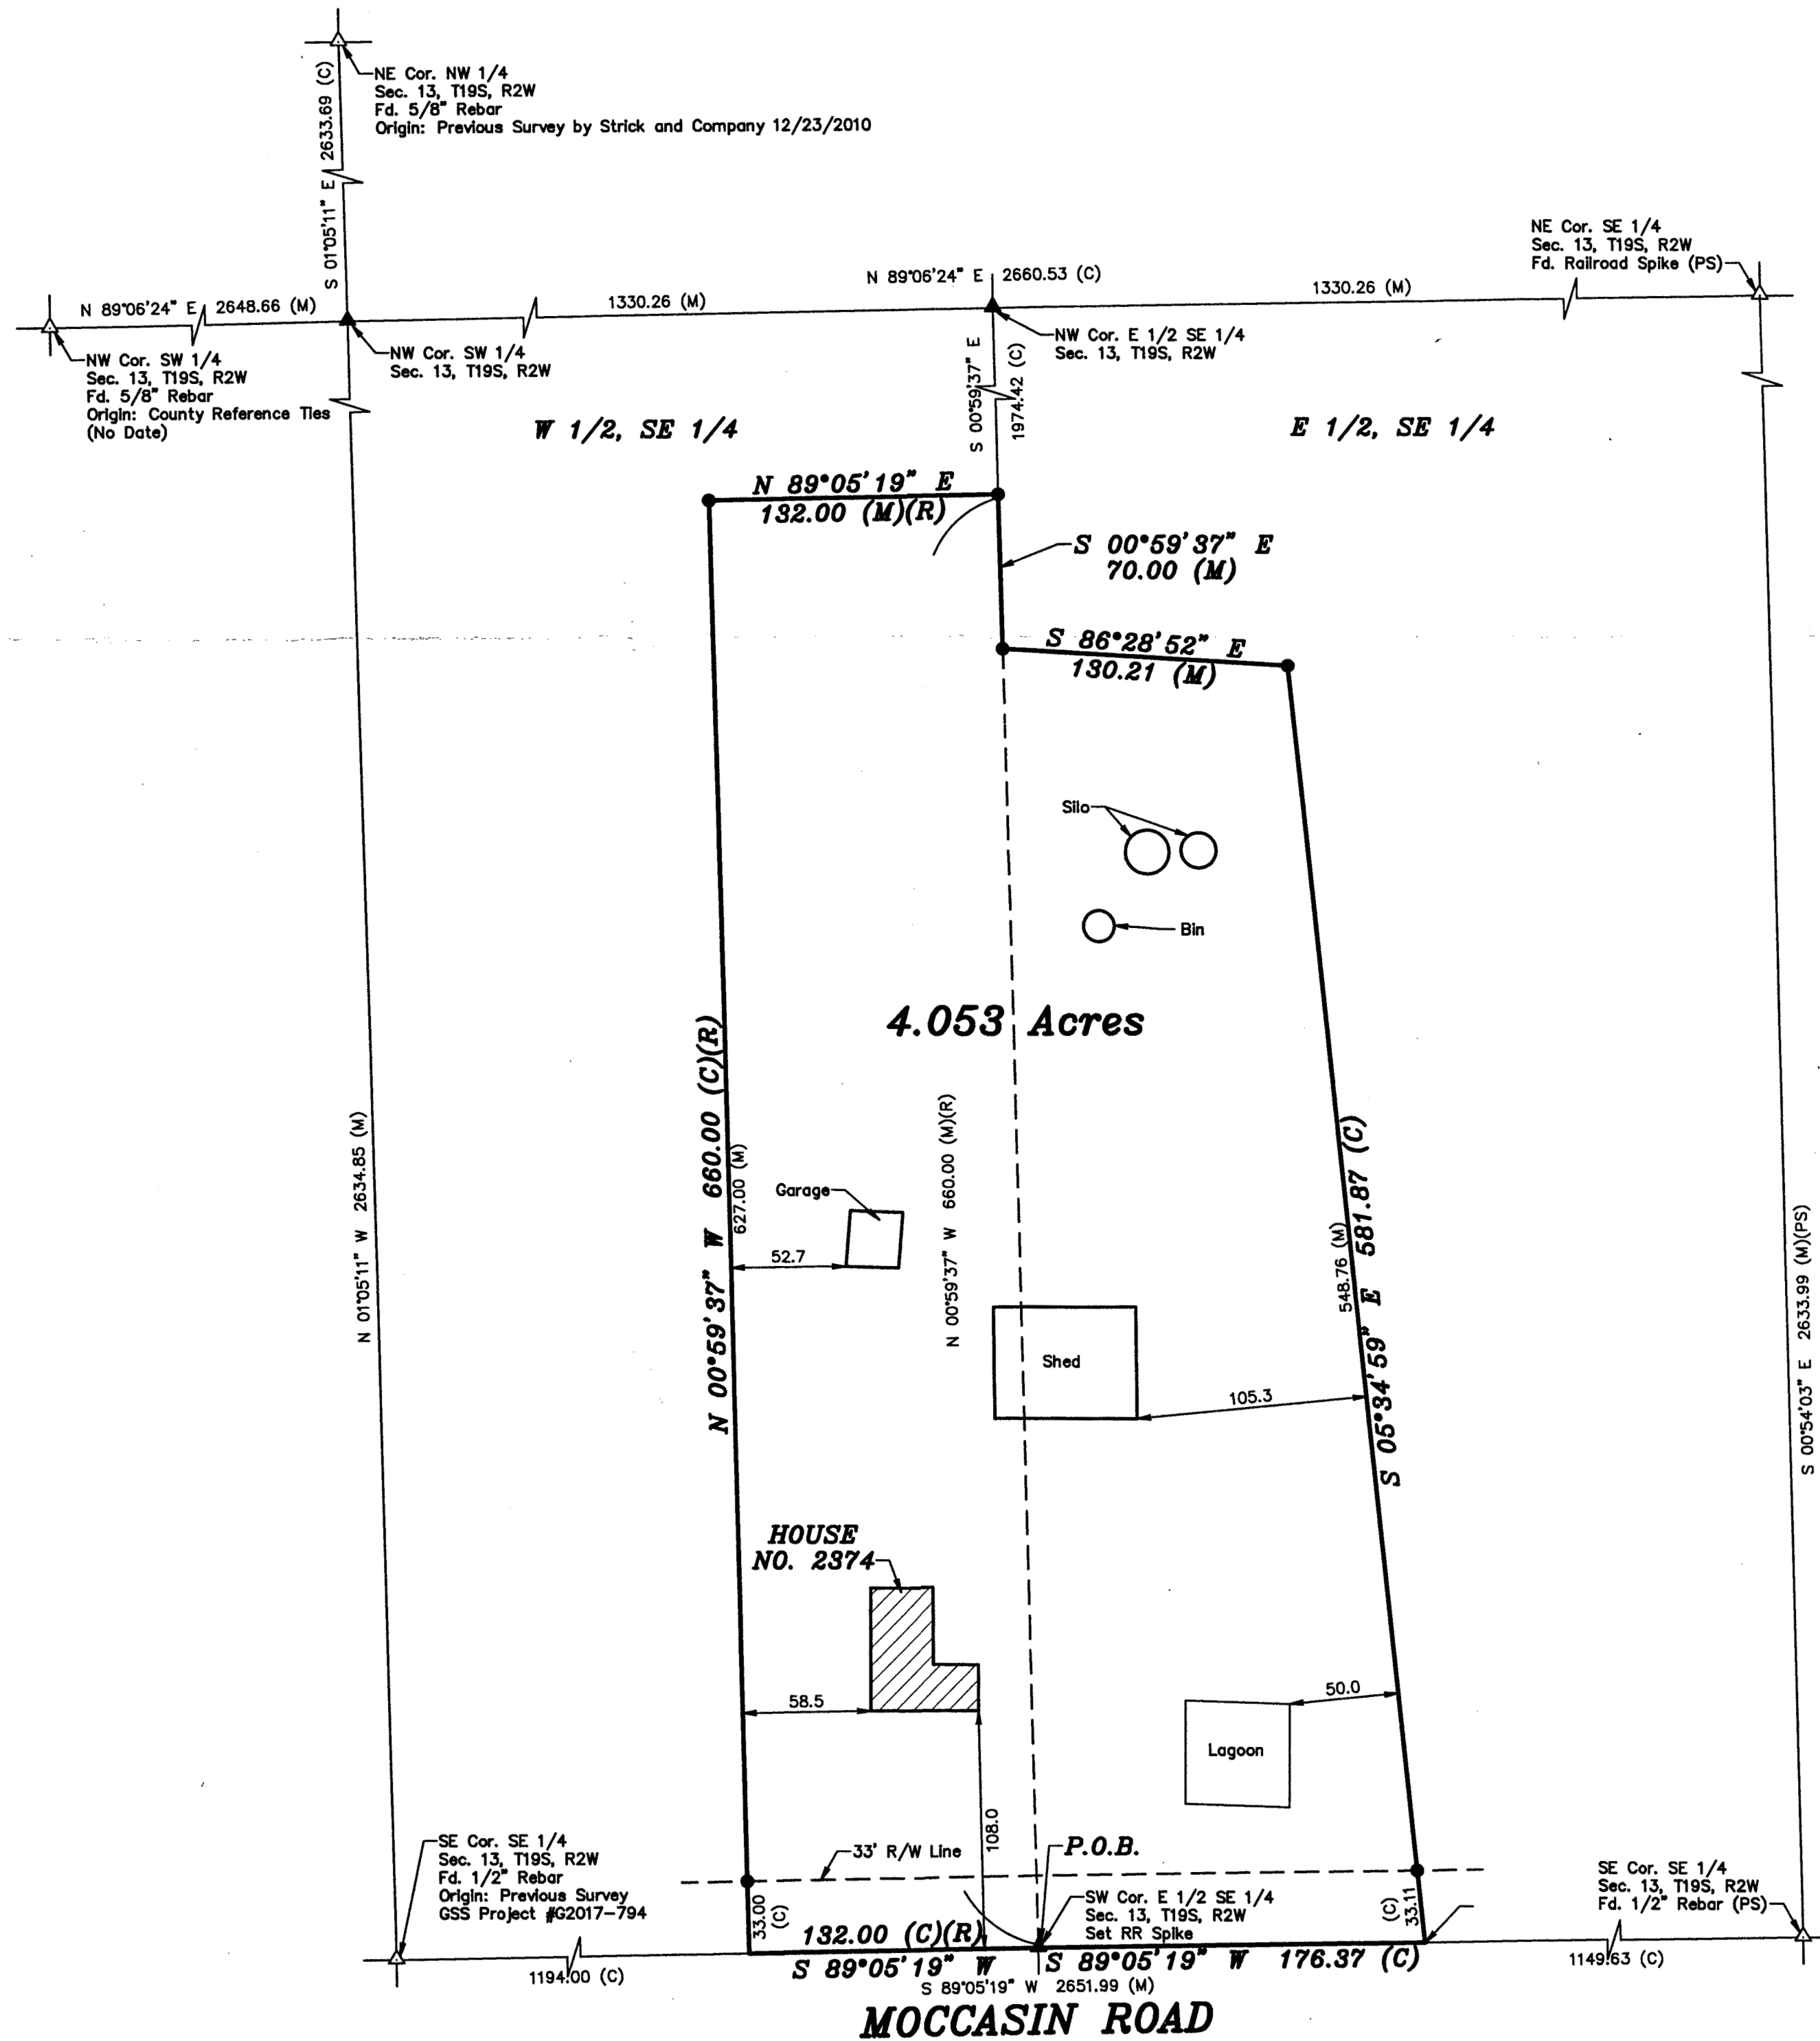 NE Cor. NW 1/4
Sec. 13, T19S, R2W
Fd. 5/8" Rebar
Origin: Previous Survey by Strick and Company 12/23/2010
S 01°05'11" E 2633.69 (C)
NE Cor. SE 1/4
Sec. 13, T19S, R2W
Fd. Railroad Spike (PS)
N 89°06'24" E 2660.53 (C)
N 89°06'24" E 2648.66 (M)
1330.26 (M)
1330.26 (M)
NW Cor. SW 1/4
Sec. 13, T19S, R2W
Fd. 5/8" Rebar
Origin: County Reference Ties
(No Date)
NW Cor. SW 1/4
Sec. 13, T19S, R2W
NW Cor. E 1/2 SE 1/4
Sec. 13, T19S, R2W
S 00°59'37" E
1974.42 (C)
W 1/2, SE 1/4
E 1/2, SE 1/4
N 89°05'19" E
132.00 (M)(R)
S 00°59'37" E
70.00 (M)
S 86°28'52" E
130.21 (M)
Silo
Bin
4.053 Acres
N 01°05'11" W 2634.85 (M)
N 00°59'37" W 660.00 (C)(R)
627.00 (M)
N 00°59'37" W 660.00 (M)(R)
548.76 (M)
S 05°34'59" E 581.87 (C)
S 00°54'03" E 2633.99 (M)(PS)
Garage
52.7
Shed
105.3
HOUSE
NO. 2374
58.5
50.0
Lagoon
108.0
33' R/W Line
P.O.B.
SE Cor. SE 1/4
Sec. 13, T19S, R2W
Fd. 1/2" Rebar
Origin: Previous Survey
GSS Project #G2017-794
33.00
(C)
SW Cor. E 1/2 SE 1/4
Sec. 13, T19S, R2W
Set RR Spike
(C)
33.11
SE Cor. SE 1/4
Sec. 13, T19S, R2W
Fd. 1/2" Rebar (PS)
132.00 (C)(R)
S 89°05'19" W
S 89°05'19" W 176.37 (C)
1194.00 (C)
1149.63 (C)
S 89°05'19" W 2651.99 (M)
MOCCASIN ROAD